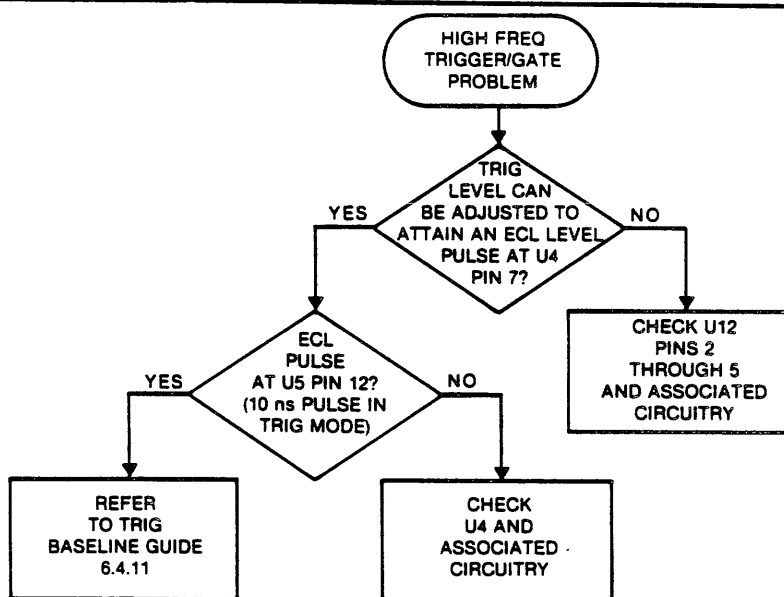 HIGH FREQ
TRIGGER/GATE
PROBLEM
TRIG
LEVEL CAN
BE ADJUSTED TO
ATTAIN AN ECL LEVEL
PULSE AT U4
PIN 7?
YES
NO
CHECK U12
PINS 2
THROUGH 5
AND ASSOCIATED
CIRCUITRY
ECL
PULSE
AT U5 PIN 12?
(10 ns PULSE IN
TRIG MODE)
YES
NO
REFER
TO TRIG
BASELINE GUIDE
6.4.11
CHECK
U4 AND
ASSOCIATED
CIRCUITRY